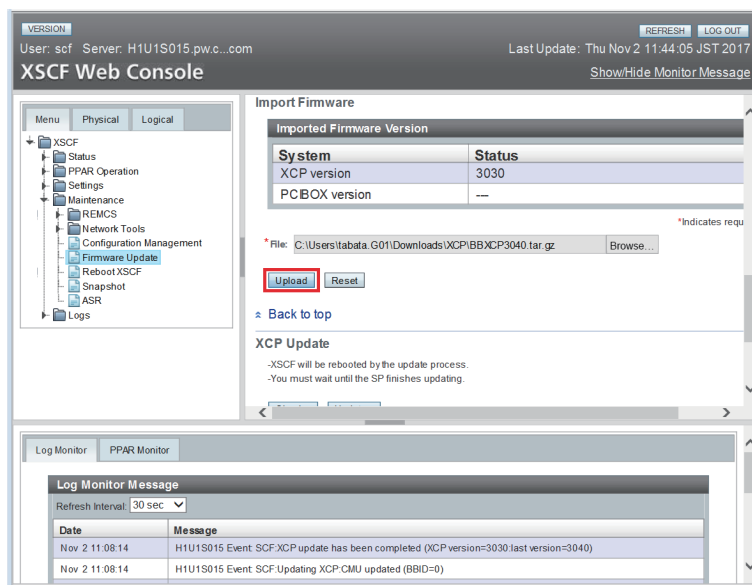 VERSION
REFRESH LOG OUT
User: scf Server: H1U1S015.pw.c...com
Last Update: Thu Nov 2 11:44:05 JST 2017
XSCF Web Console
Show/Hide Monitor Message
Menu Physical Logical
XSCF
Status
PPAR Operation
Settings
Maintenance
REMCS
Network Tools
Configuration Management
Firmware Update
Reboot XSCF
Snapshot
ASR
Logs
Import Firmware
Imported Firmware Version
System Status
XCP version 3030
PCIBOX version ---
*Indicates requ
* File: C:\Users\tabata.G01\Downloads\XCP\BBXCP3040.tar.gz Browse...
Upload Reset
Back to top
XCP Update
-XSCF will be rebooted by the update process.
-You must wait until the SP finishes updating.
Log Monitor PPAR Monitor
Log Monitor Message
Refresh Interval: 30 sec
Date Message
Nov 2 11:08:14 H1U1S015 Event: SCF:XCP update has been completed (XCP version=3030:last version=3040)
Nov 2 11:08:14 H1U1S015 Event: SCF:Updating XCP:CMU updated (BBID=0)